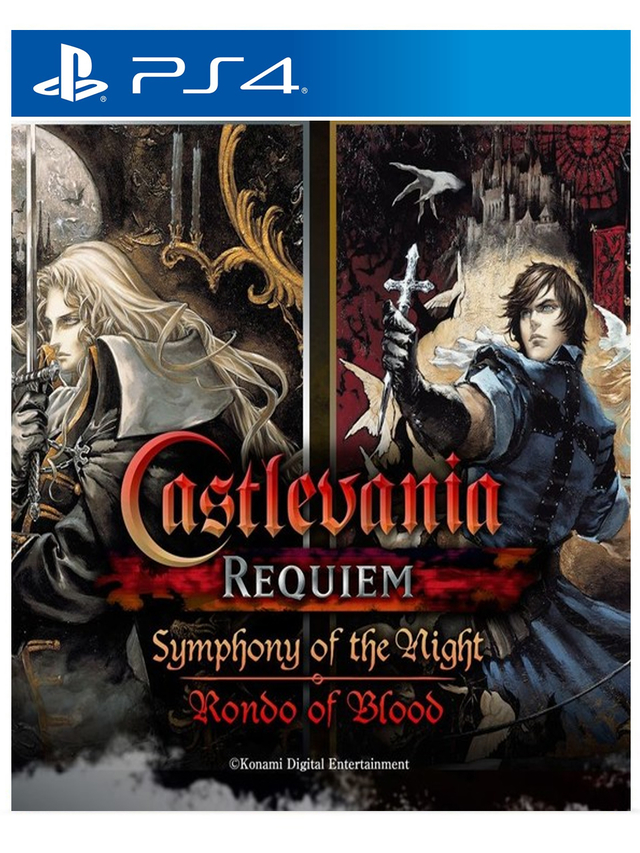 PS4®
Castlevania
REQUIEM
Symphony of the Night
Rondo of Blood
©Konami Digital Entertainment